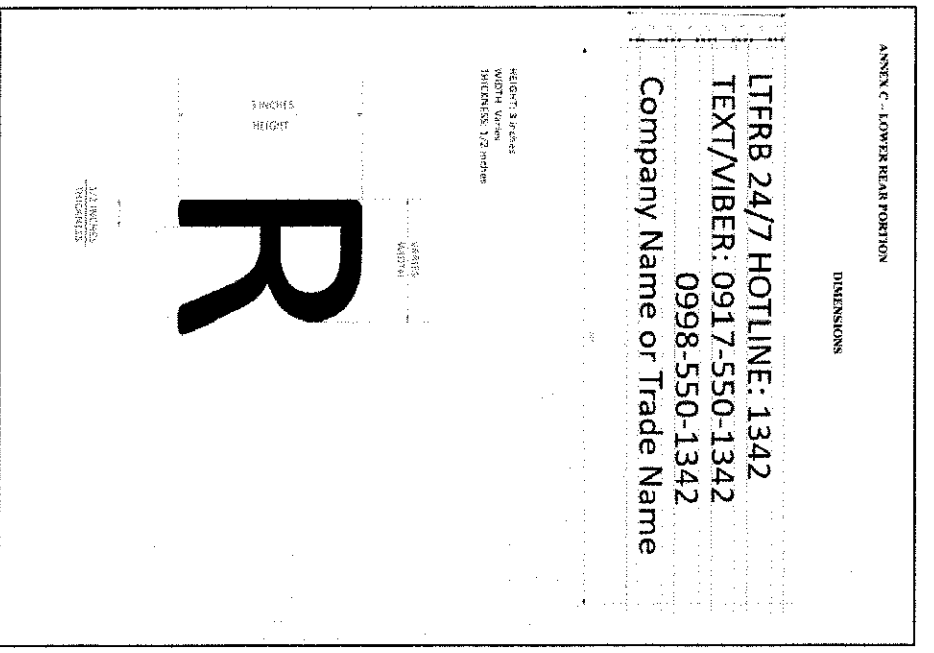 ANNEX C – LOWER REAR PORTION
DIMENSIONS
LTFRB 24/7 HOTLINE: 1342
TEXT/VIBER: 0917-550-1342
0998-550-1342
Company Name or Trade Name
HEIGHT: 3 inches
WIDTH: Varies
THICKNESS: 1/2 inches
VARIES
WIDTH
3 INCHES
HEIGHT
R
1/2 INCHES
THICKNESS